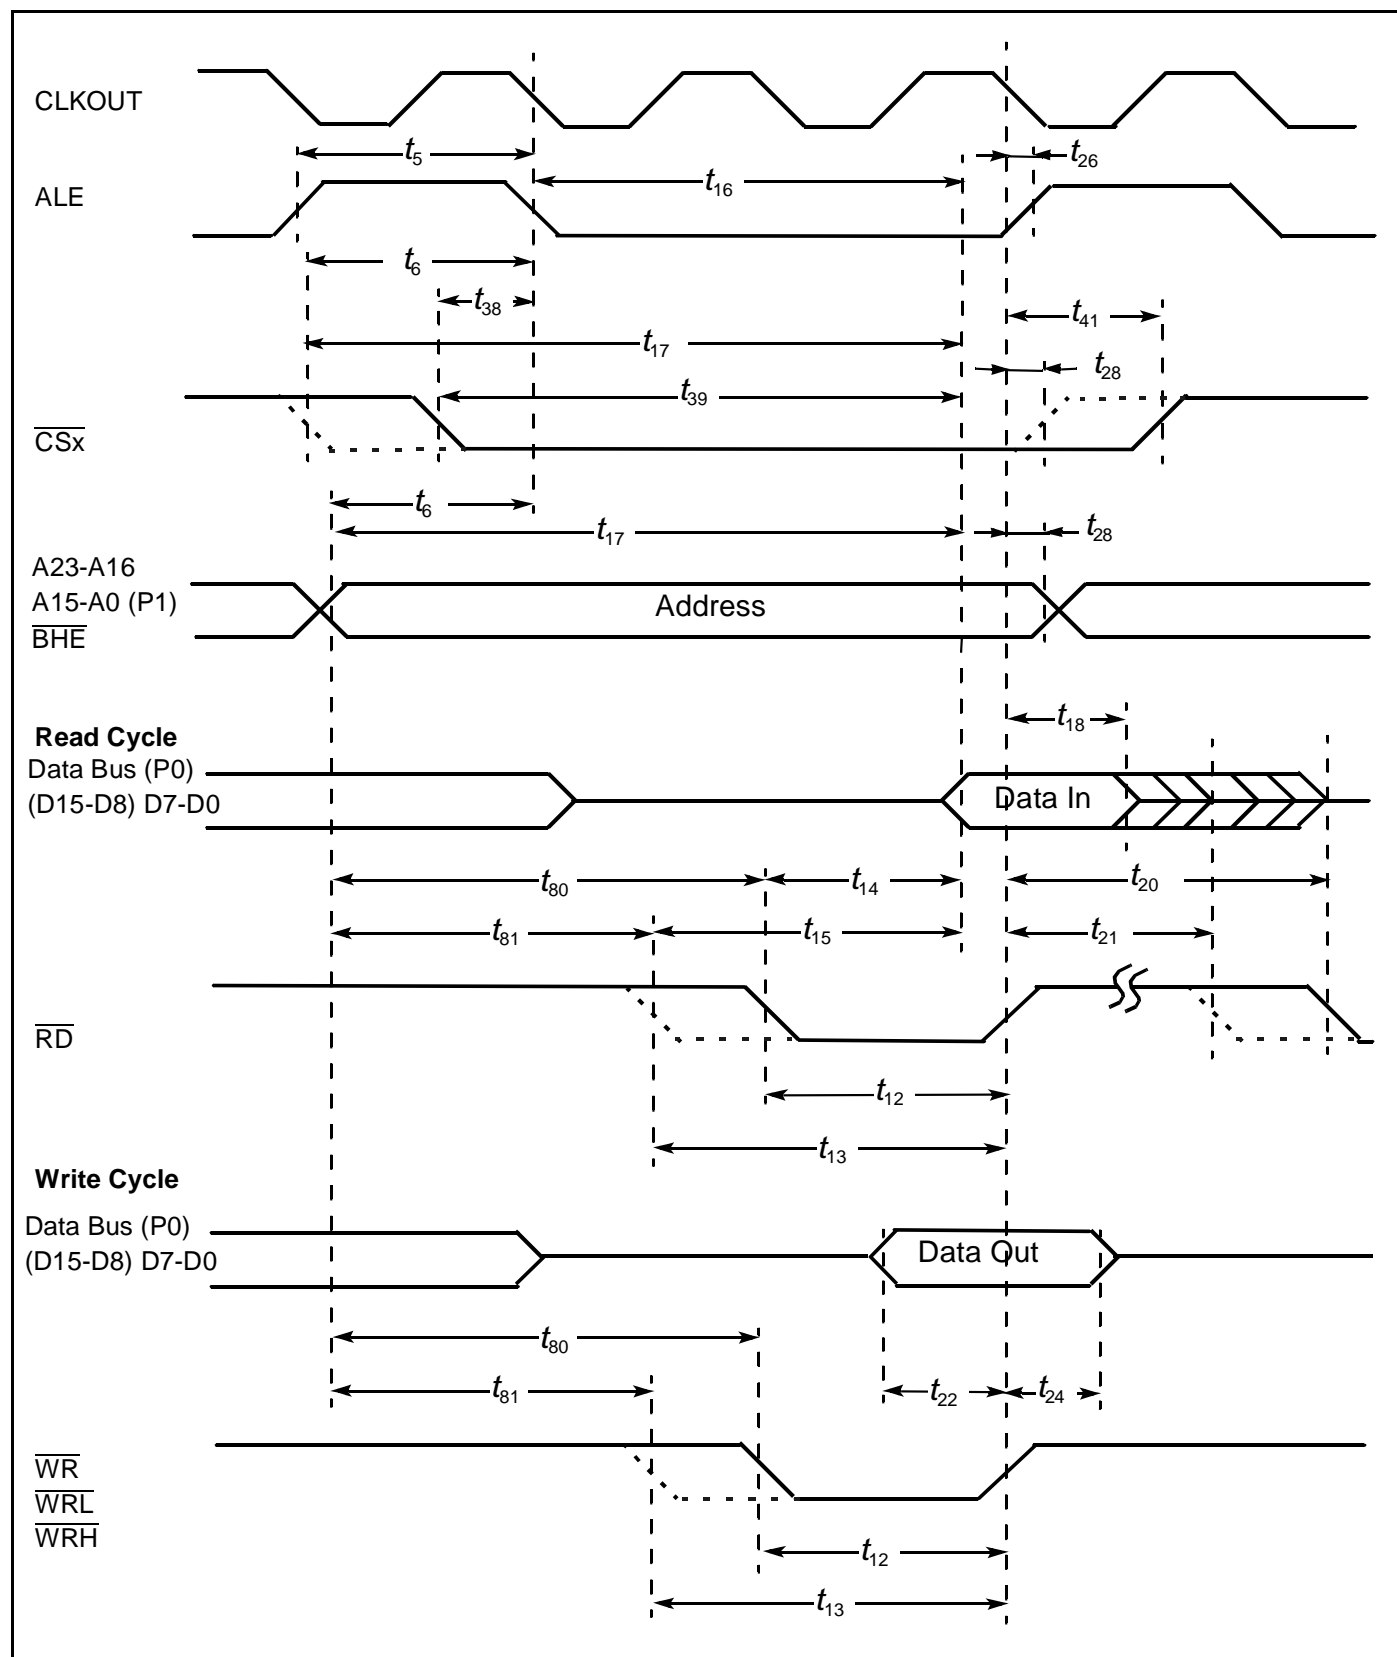 CLKOUT
t5
t26
t16
ALE
t6
t38
t41
t17
t28
t39
CSx
t6
t17
t28
A23-A16
A15-A0 (P1)
Address
BHE
t18
Read Cycle
Data Bus (P0)
(D15-D8) D7-D0
Data In
t80
t14
t20
t81
t15
t21
RD
t12
t13
Write Cycle
Data Bus (P0)
(D15-D8) D7-D0
Data Out
t80
t81
t22
t24
WR
WRL
WRH
t12
t13